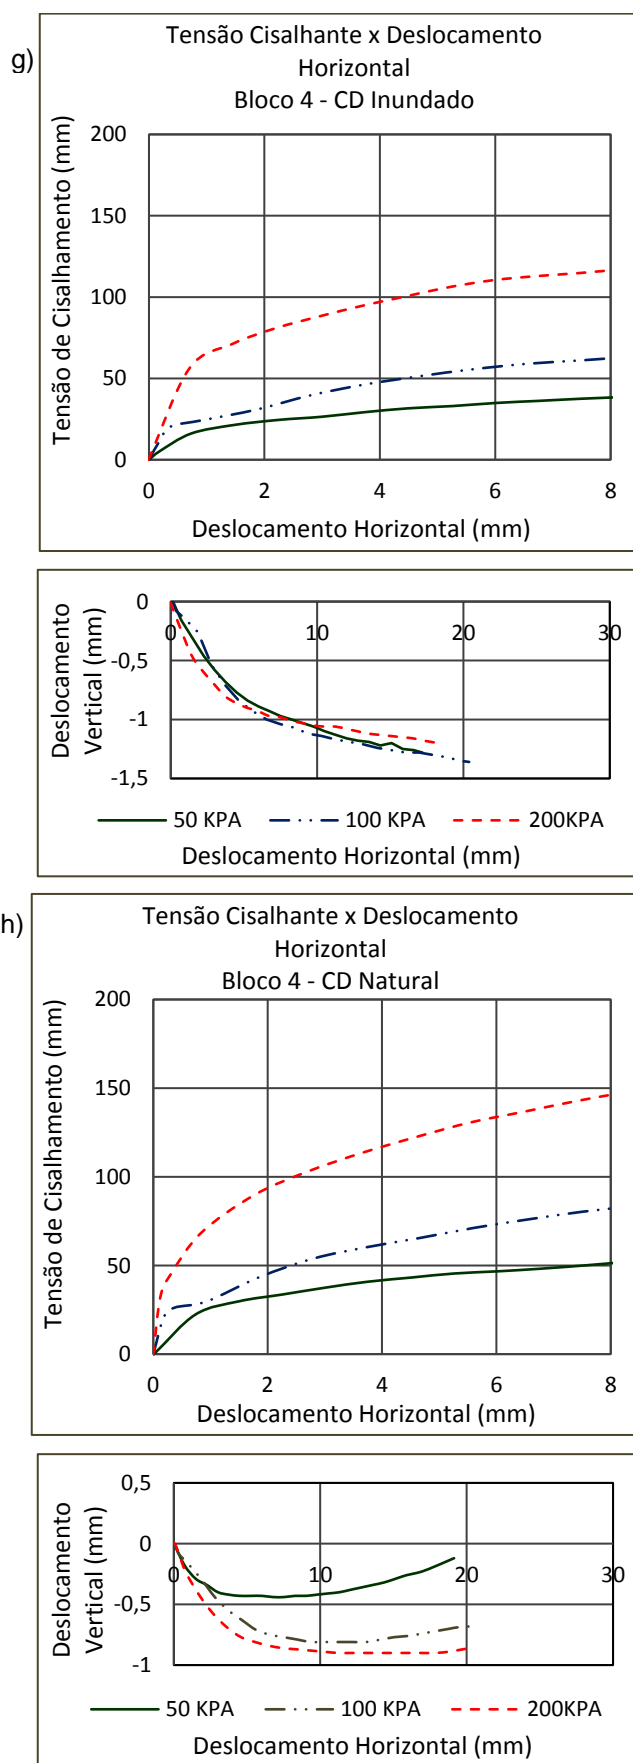 g)
Tensão Cisalhante x Deslocamento
Horizontal
Bloco 4 - CD Inundado
Tensão de Cisalhamento (mm)
200
150
100
50
0
0 2 4 6 8
Deslocamento Horizontal (mm)
Deslocamento
Vertical (mm)
0
-0,5
-1
-1,5
0 10 20 30
50 KPA 100 KPA 200KPA
Deslocamento Horizontal (mm)
h)
Tensão Cisalhante x Deslocamento
Horizontal
Bloco 4 - CD Natural
Tensão de Cisalhamento (mm)
200
150
100
50
0
0 2 4 6 8
Deslocamento Horizontal (mm)
Deslocamento
Vertical (mm)
0,5
0
-0,5
-1
0 10 20 30
50 KPA 100 KPA 200KPA
Deslocamento Horizontal (mm)